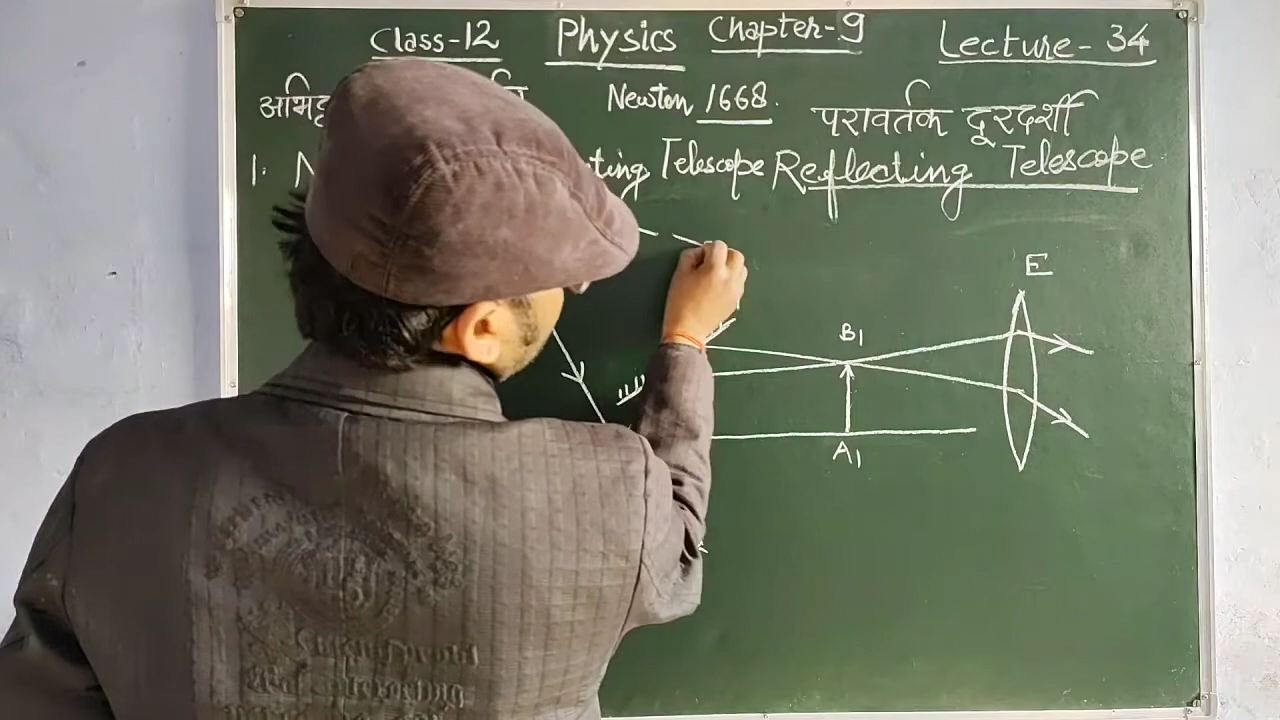 Class-12 Physics Chapter-9 Lecture-34
Newton 1668. परावर्तक दूरदर्शी
1. Telescope Reflecting Telescope
E
B1
A1